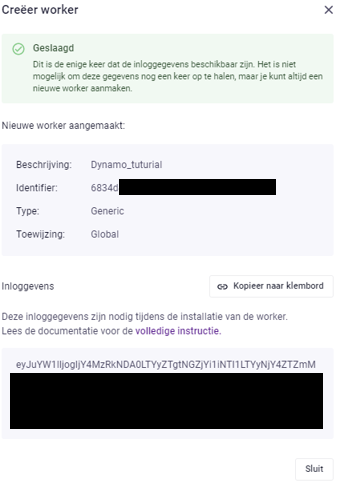 Creëer worker
Geslaagd
Dit is de enige keer dat de inloggegevens beschikbaar zijn. Het is niet
mogelijk om deze gegevens nog een keer op te halen, maar je kunt altijd een
nieuwe worker aanmaken.
Nieuwe worker aangemaakt:
Beschrijving: Dynamo_tuturial
Identifier: 6834d
Type: Generic
Toewijzing: Global
Inloggevens
Kopieer naar klembord
Deze inloggegevens zijn nodig tijdens de installatie van de worker.
Lees de documentatie voor de volledige instructie.
eyJuYW1lIjogIjY4MzRkNDA0LTYyZTgtNGZjYi1iNTI1LTYyNjY4ZTZmM
Sluit